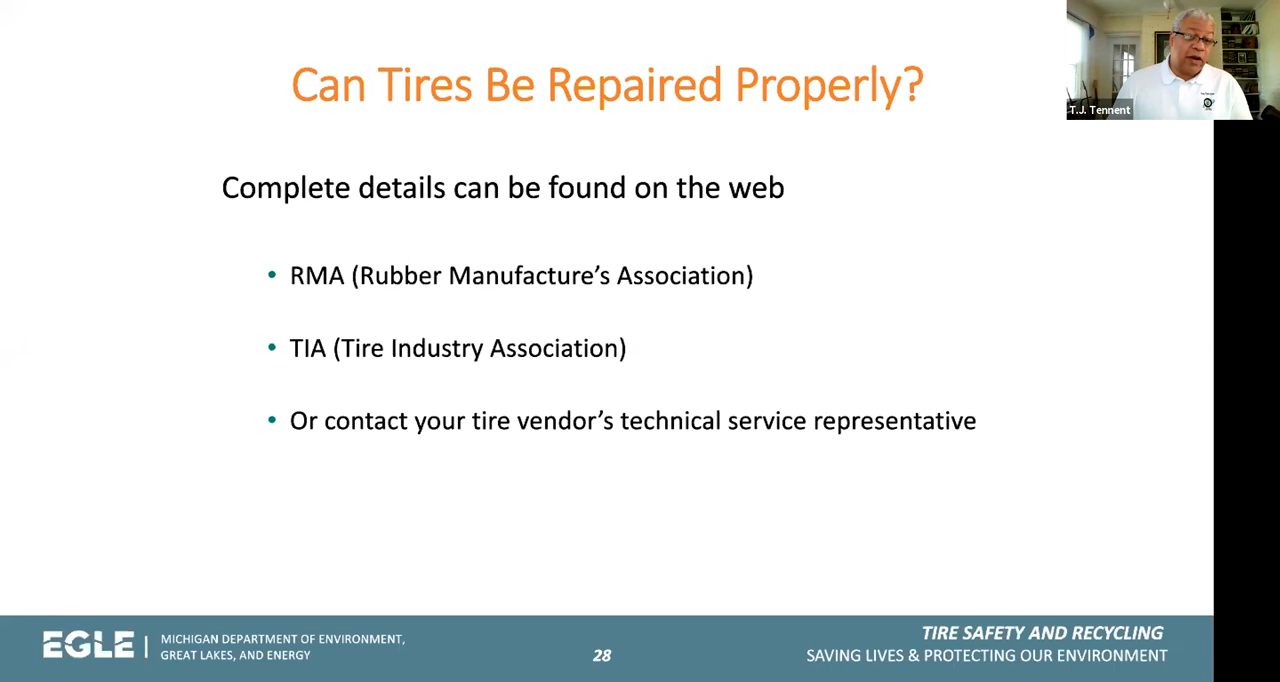 Can Tires Be Repaired Properly?
T.J. Tennent
Complete details can be found on the web
• RMA (Rubber Manufacture's Association)
• TIA (Tire Industry Association)
• Or contact your tire vendor's technical service representative
EGLE
MICHIGAN DEPARTMENT OF ENVIRONMENT,
GREAT LAKES, AND ENERGY
28
TIRE SAFETY AND RECYCLING
SAVING LIVES & PROTECTING OUR ENVIRONMENT